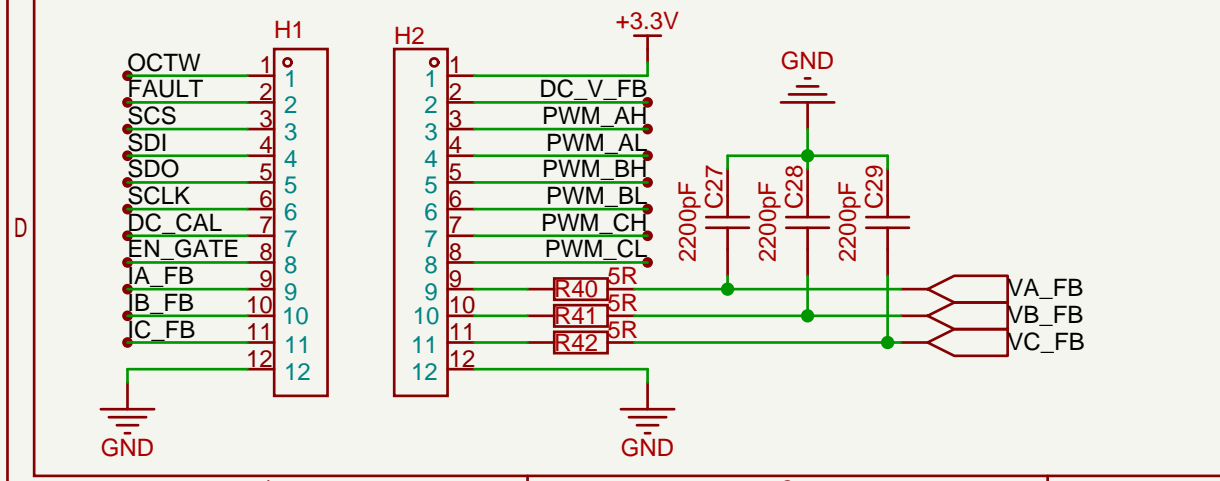 +3.3V
H1
H2
GND
OCTW 1 1
1 1
FAULT 2 2
2 2 DC_V_FB
SCS 3 3
3 3 PWM_AH
SDI 4 4
4 4 PWM_AL
SDO 5 5
5 5 PWM_BH
SCLK 6 6
6 6 PWM_BL
DC_CAL 7 7
7 7 PWM_CH
EN_GATE 8 8
8 8 PWM_CL
IA_FB 9 9
9 9 R40 5R VA_FB
IB_FB 10 10
10 10 R41 5R VB_FB
IC_FB 11 11
11 11 R42 5R VC_FB
12 12
12 12
2200pF C27
2200pF C28
2200pF C29
D
GND
GND